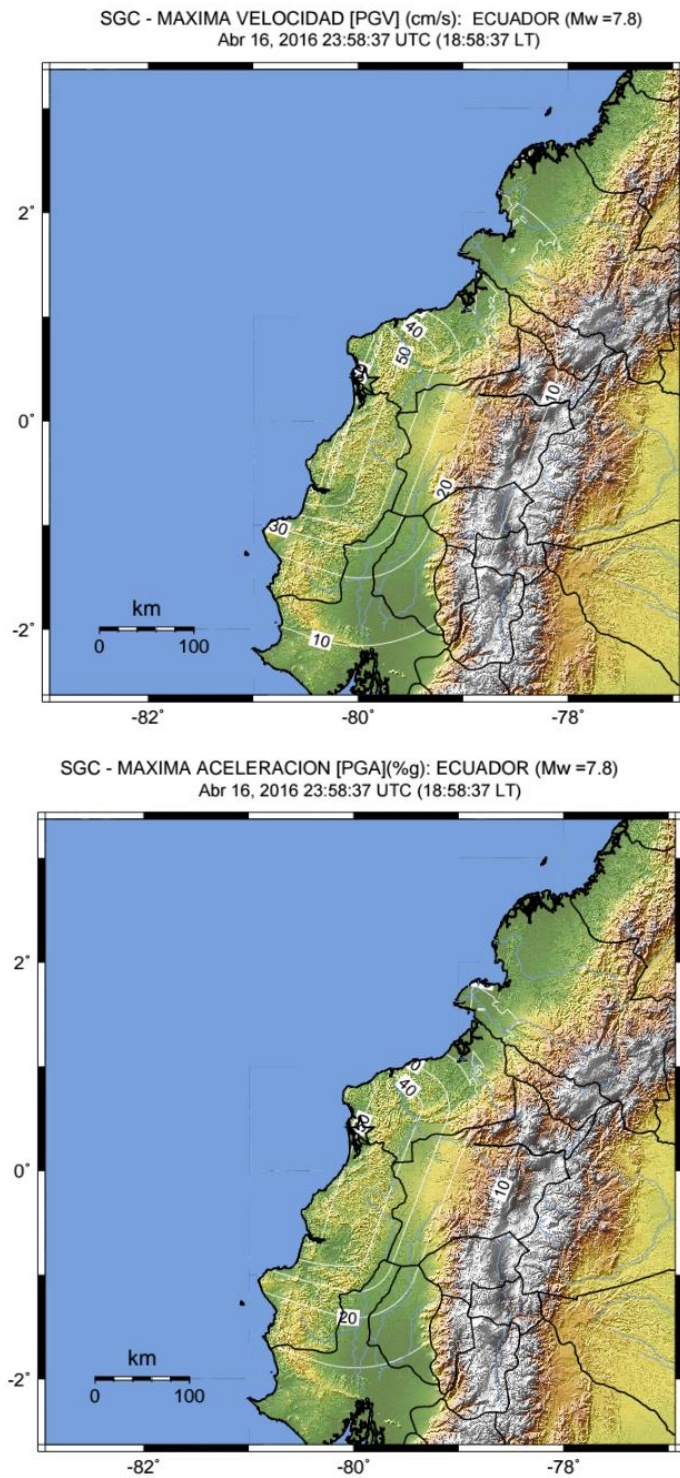 SGC - MAXIMA VELOCIDAD [PGV] (cm/s): ECUADOR (Mw =7.8)
Abr 16, 2016 23:58:37 UTC (18:58:37 LT)
2˚
40
50
10
0˚
20
30
km
0 100
10
-2˚
-82˚ -80˚ -78˚
SGC - MAXIMA ACELERACION [PGA](%g): ECUADOR (Mw =7.8)
Abr 16, 2016 23:58:37 UTC (18:58:37 LT)
2˚
40
0˚
10
20
km
0 100
-2˚
-82˚ -80˚ -78˚